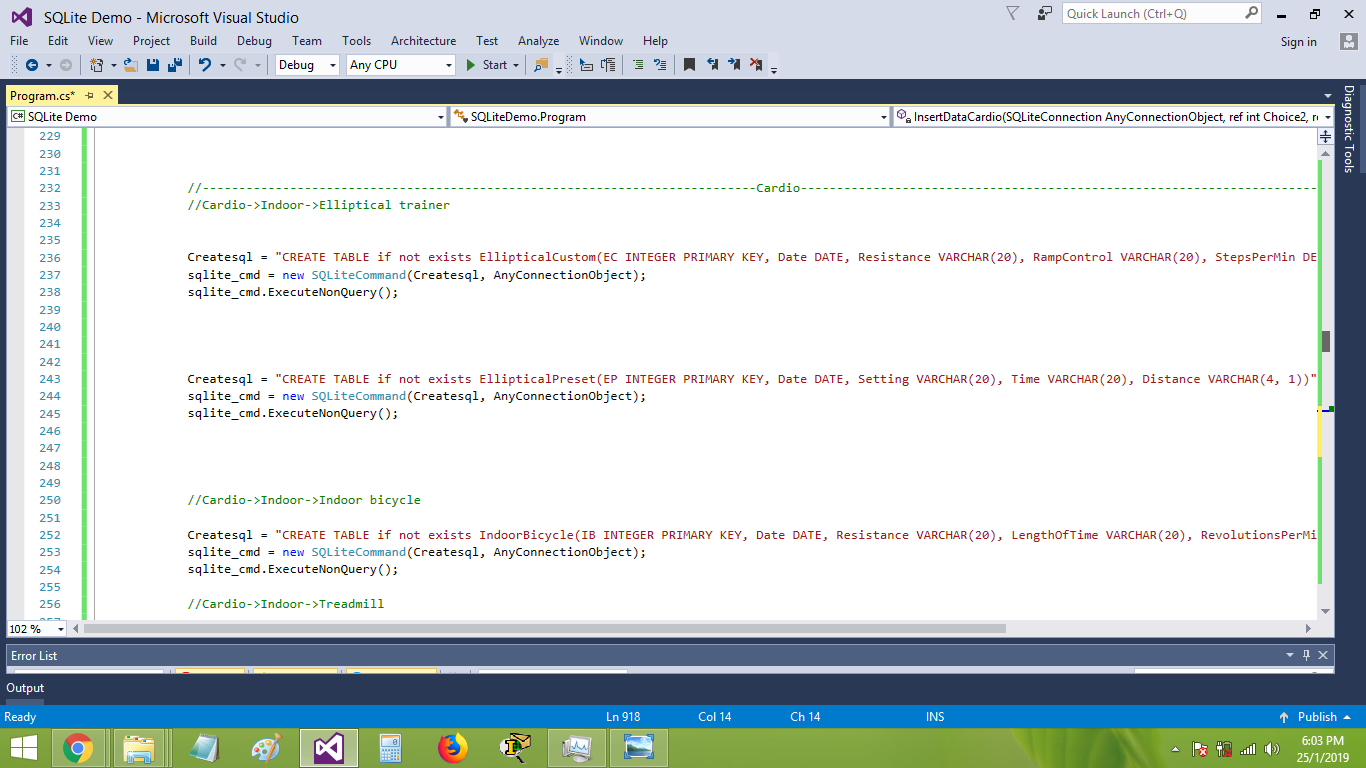 SQLite Demo - Microsoft Visual Studio
Quick Launch (Ctrl+Q)
File Edit View Project Build Debug Team Tools Architecture Test Analyze Window Help
Sign in
Debug Any CPU Start
Program.cs*
Diagnostic Tools
C# SQLite Demo SQLiteDemo.Program InsertDataCardio(SQLiteConnection AnyConnectionObject, ref int Choice2, r
229
230
231
232 //----------------------------------------------------------------------------Cardio-----------------------------------------------------------------------
233 //Cardio->Indoor->Elliptical trainer
234
235
236 Createsql = "CREATE TABLE if not exists EllipticalCustom(EC INTEGER PRIMARY KEY, Date DATE, Resistance VARCHAR(20), RampControl VARCHAR(20), StepsPerMin DE
237 sqlite_cmd = new SQLiteCommand(Createsql, AnyConnectionObject);
238 sqlite_cmd.ExecuteNonQuery();
239
240
241
242
243 Createsql = "CREATE TABLE if not exists EllipticalPreset(EP INTEGER PRIMARY KEY, Date DATE, Setting VARCHAR(20), Time VARCHAR(20), Distance VARCHAR(4, 1))"
244 sqlite_cmd = new SQLiteCommand(Createsql, AnyConnectionObject);
245 sqlite_cmd.ExecuteNonQuery();
246
247
248
249
250 //Cardio->Indoor->Indoor bicycle
251
252 Createsql = "CREATE TABLE if not exists IndoorBicycle(IB INTEGER PRIMARY KEY, Date DATE, Resistance VARCHAR(20), LengthOfTime VARCHAR(20), RevolutionsPerMi
253 sqlite_cmd = new SQLiteCommand(Createsql, AnyConnectionObject);
254 sqlite_cmd.ExecuteNonQuery();
255
256 //Cardio->Indoor->Treadmill
102 %
Error List
Output
Ready Ln 918 Col 14 Ch 14 INS Publish
6:03 PM
25/1/2019